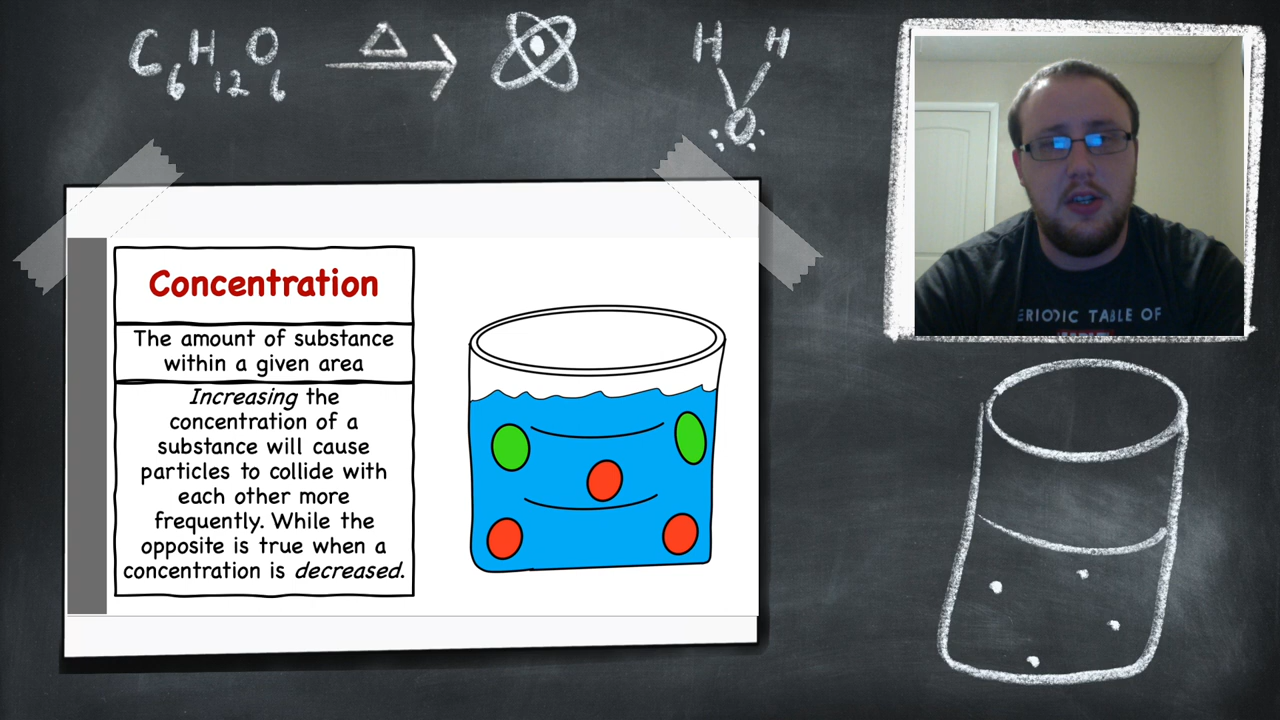 C6H12O6 Δ → H H
O
Concentration
The amount of substance
within a given area
Increasing the
concentration of a
substance will cause
particles to collide with
each other more
frequently. While the
opposite is true when a
concentration is decreased.
ERIODIC TABLE OF